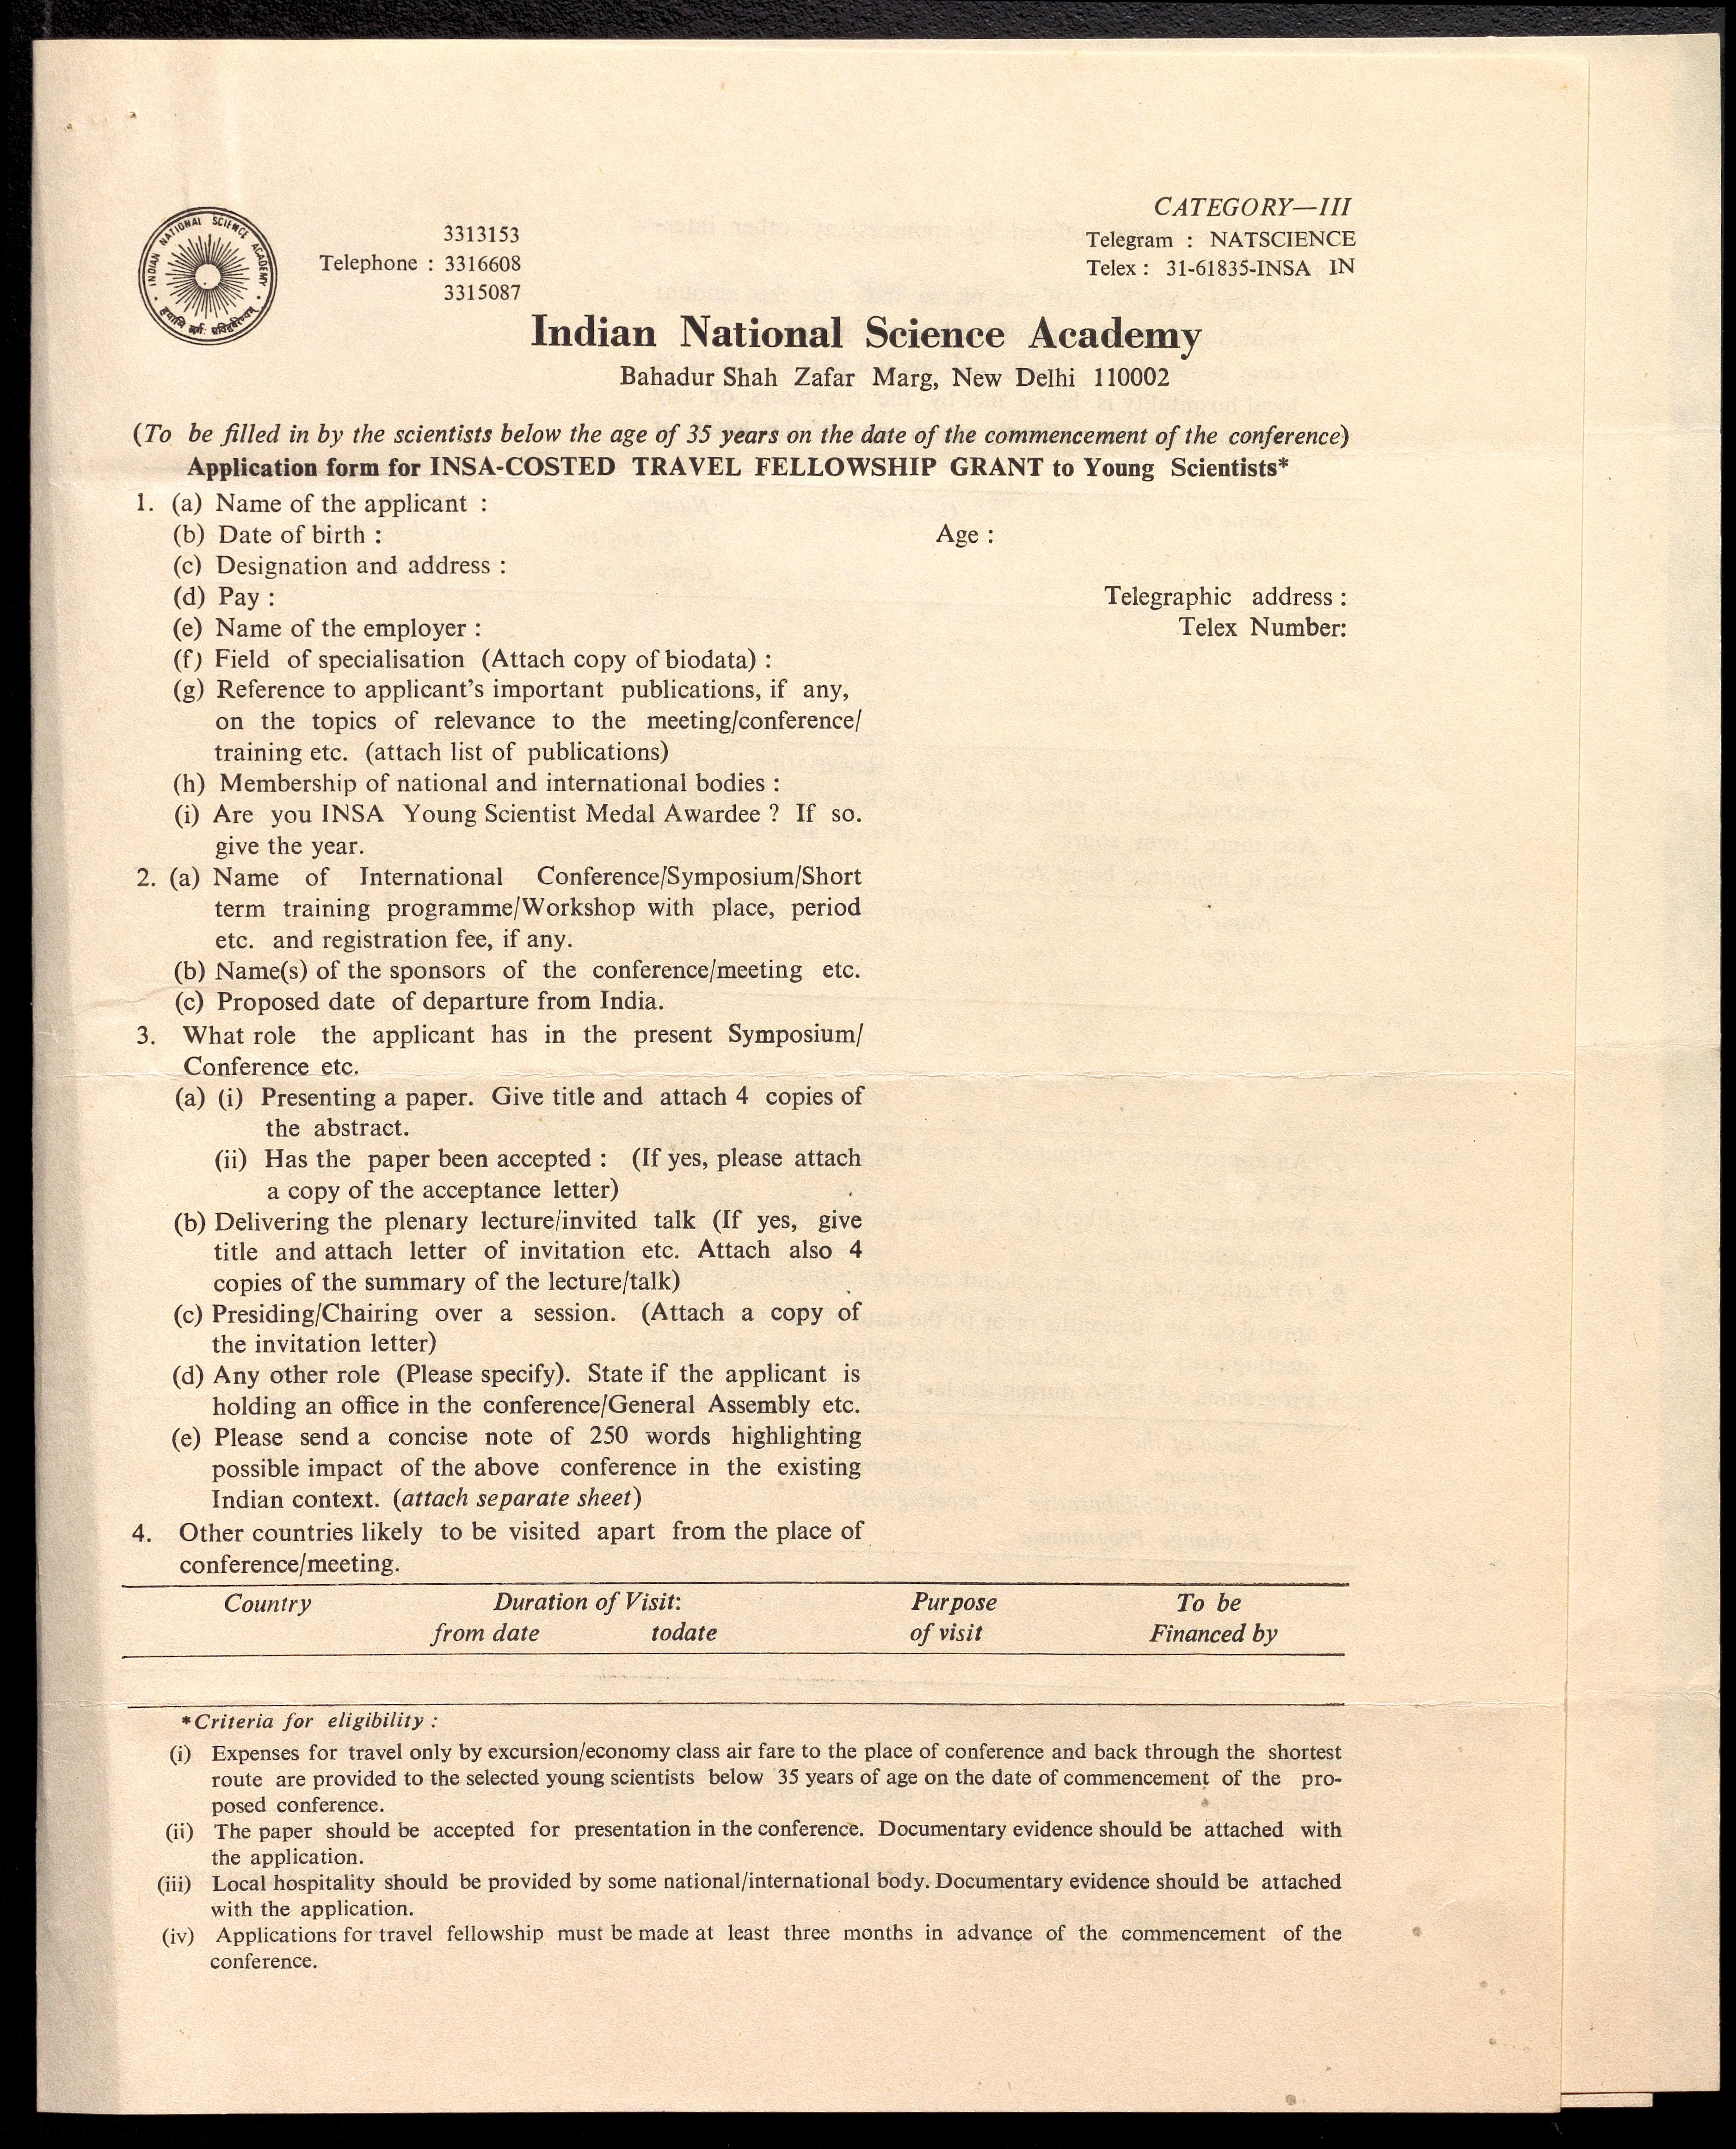 CATEGORY—III
INDIAN NATIONAL SCIENCE ACADEMY
3313153
Telephone : 3316608
3315087
Telegram : NATSCIENCE
Telex : 31-61835-INSA IN
Indian National Science Academy
Bahadur Shah Zafar Marg, New Delhi 110002
(To be filled in by the scientists below the age of 35 years on the date of the commencement of the conference)
Application form for INSA-COSTED TRAVEL FELLOWSHIP GRANT to Young Scientists*
1. (a) Name of the applicant :
(b) Date of birth : Age :
(c) Designation and address :
(d) Pay : Telegraphic address :
(e) Name of the employer : Telex Number:
(f) Field of specialisation (Attach copy of biodata) :
(g) Reference to applicant's important publications, if any,
on the topics of relevance to the meeting/conference/
training etc. (attach list of publications)
(h) Membership of national and international bodies :
(i) Are you INSA Young Scientist Medal Awardee ? If so.
give the year.
2. (a) Name of International Conference/Symposium/Short
term training programme/Workshop with place, period
etc. and registration fee, if any.
(b) Name(s) of the sponsors of the conference/meeting etc.
(c) Proposed date of departure from India.
3. What role the applicant has in the present Symposium/
Conference etc.
(a) (i) Presenting a paper. Give title and attach 4 copies of
the abstract.
(ii) Has the paper been accepted : (If yes, please attach
a copy of the acceptance letter)
(b) Delivering the plenary lecture/invited talk (If yes, give
title and attach letter of invitation etc. Attach also 4
copies of the summary of the lecture/talk)
(c) Presiding/Chairing over a session. (Attach a copy of
the invitation letter)
(d) Any other role (Please specify). State if the applicant is
holding an office in the conference/General Assembly etc.
(e) Please send a concise note of 250 words highlighting
possible impact of the above conference in the existing
Indian context. (attach separate sheet)
4. Other countries likely to be visited apart from the place of
conference/meeting.
Country Duration of Visit: Purpose To be
from date todate of visit Financed by
*Criteria for eligibility :
(i) Expenses for travel only by excursion/economy class air fare to the place of conference and back through the shortest
route are provided to the selected young scientists below 35 years of age on the date of commencement of the pro-
posed conference.
(ii) The paper should be accepted for presentation in the conference. Documentary evidence should be attached with
the application.
(iii) Local hospitality should be provided by some national/international body. Documentary evidence should be attached
with the application.
(iv) Applications for travel fellowship must be made at least three months in advance of the commencement of the
conference.